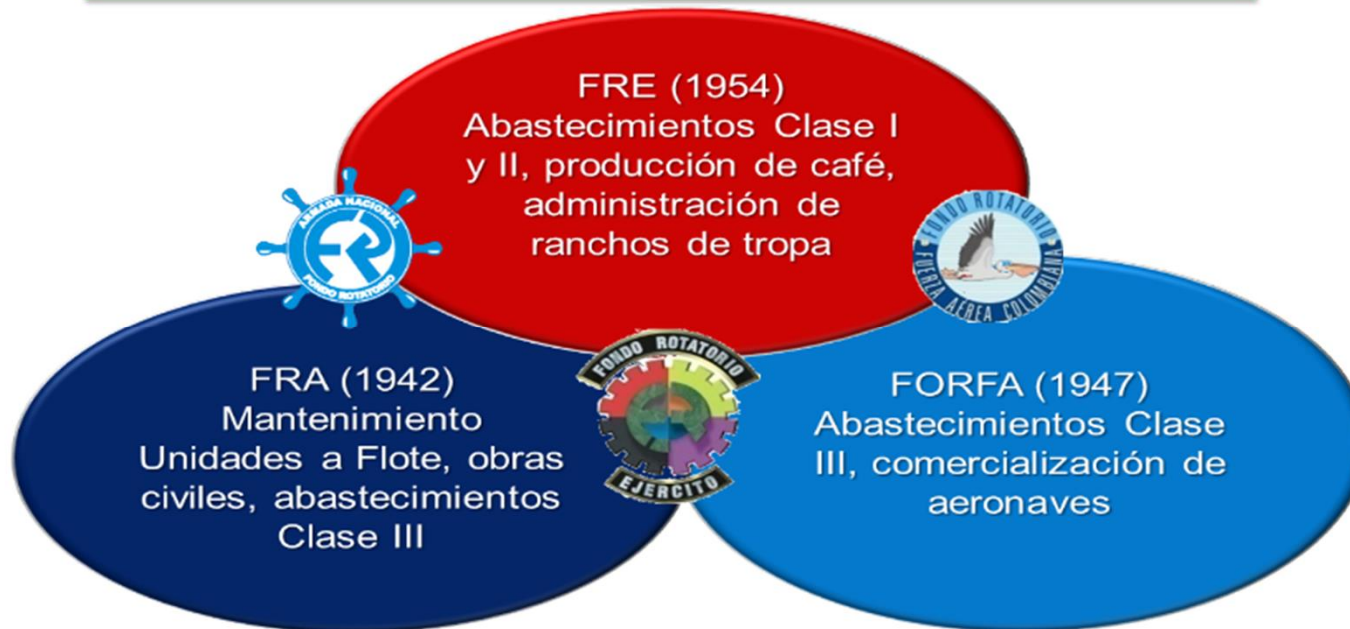 FRE (1954)
Abastecimientos Clase I
y II, producción de café,
administración de
ranchos de tropa
ARMADA NACIONAL
FR
FONDO ROTATORIO
FONDO ROTATORIO
FUERZA AÉREA COLOMBIANA
FONDO ROTATORIO
EJERCITO
FRA (1942)
Mantenimiento
Unidades a Flote, obras
civiles, abastecimientos
Clase III
FORFA (1947)
Abastecimientos Clase
III, comercialización de
aeronaves